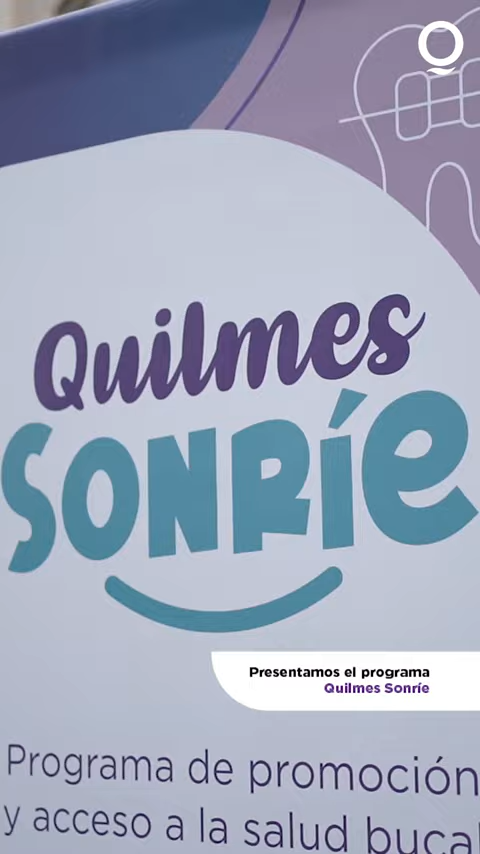 Quilmes
SONRÍE
Presentamos el programa
Quilmes Sonríe
Programa de promoción
y acceso a la salud bucal